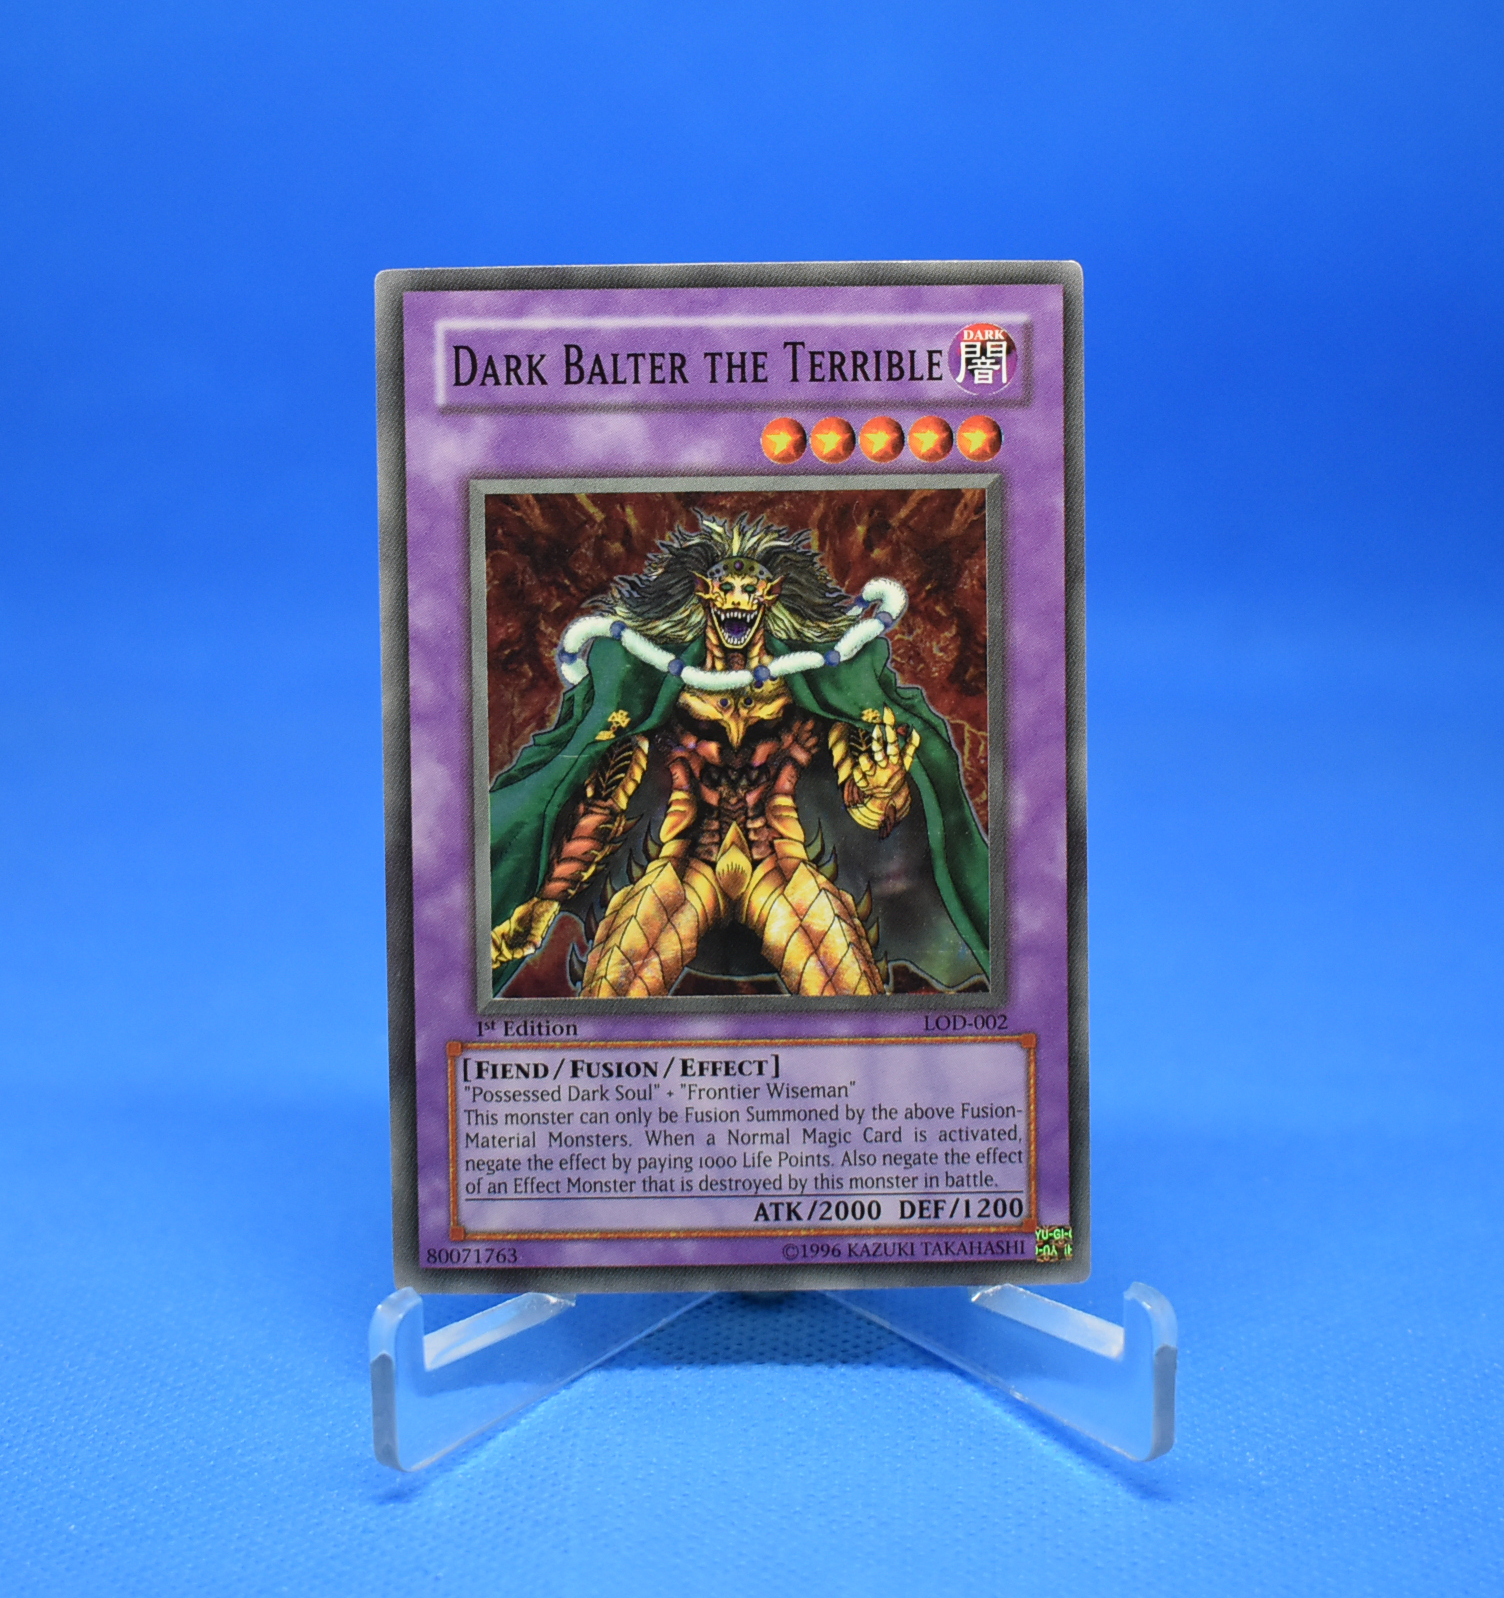 DARK BALTER THE TERRIBLE
DARK
闇
1st Edition
LOD-002
[FIEND/FUSION/EFFECT]
"Possessed Dark Soul" + "Frontier Wiseman"
This monster can only be Fusion Summoned by the above Fusion-
Material Monsters. When a Normal Magic Card is activated,
negate the effect by paying 1000 Life Points. Also negate the effect
of an Effect Monster that is destroyed by this monster in battle.
ATK/2000 DEF/1200
80071763
©1996 KAZUKI TAKAHASHI
YU-GI-